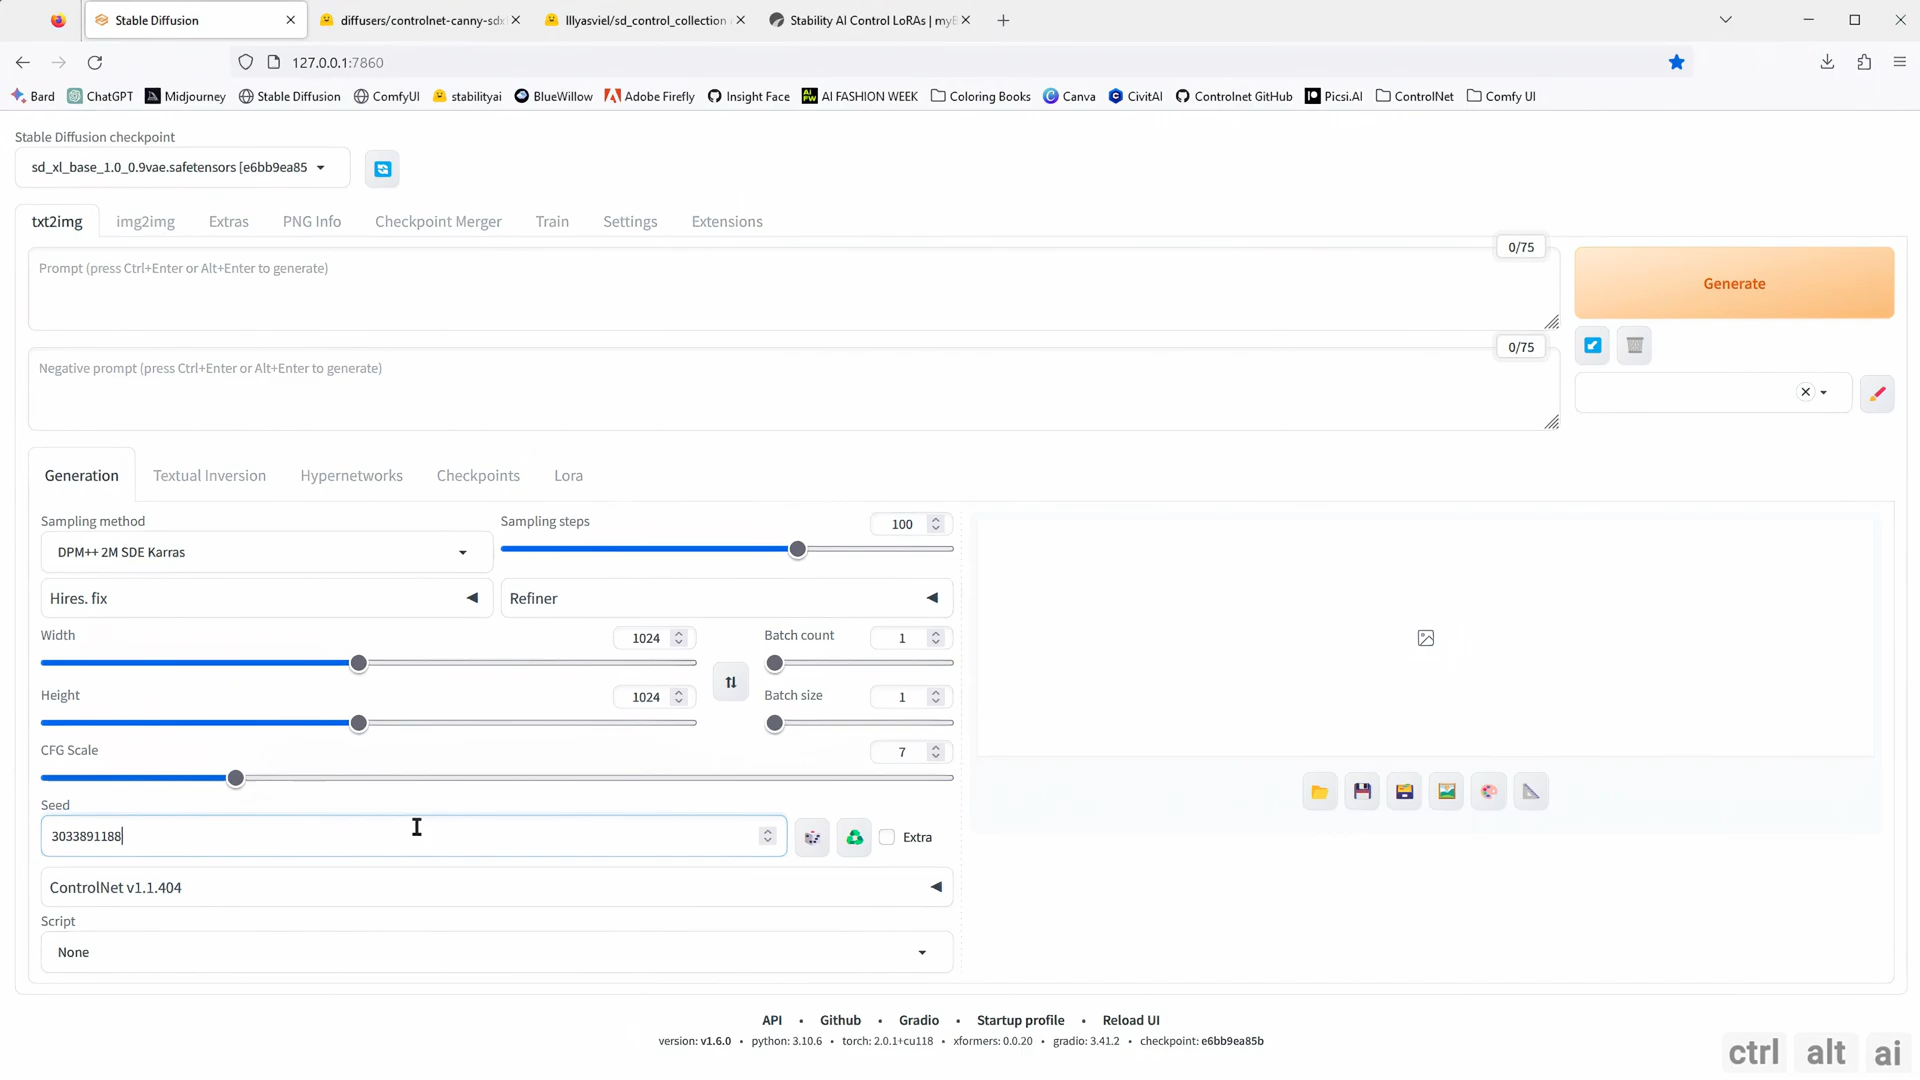 Stable Diffusion
diffusers/controlnet-canny-sdx
lllyasviel/sd_control_collection
Stability AI Control LoRAs | myB
127.0.0.1:7860
Bard
ChatGPT
Midjourney
Stable Diffusion
ComfyUI
stabilityai
BlueWillow
Adobe Firefly
Insight Face
AI FASHION WEEK
Coloring Books
Canva
CivitAI
Controlnet GitHub
Picsi.AI
ControlNet
Comfy UI
Stable Diffusion checkpoint
sd_xl_base_1.0_0.9vae.safetensors [e6bb9ea85
txt2img
img2img
Extras
PNG Info
Checkpoint Merger
Train
Settings
Extensions
0/75
Prompt (press Ctrl+Enter or Alt+Enter to generate)
Generate
0/75
Negative prompt (press Ctrl+Enter or Alt+Enter to generate)
Generation
Textual Inversion
Hypernetworks
Checkpoints
Lora
Sampling method
DPM++ 2M SDE Karras
Sampling steps
100
Hires. fix
Refiner
Width
1024
Batch count
1
Height
1024
Batch size
1
CFG Scale
7
Seed
3033891188
Extra
ControlNet v1.1.404
Script
None
API • Github • Gradio • Startup profile • Reload UI
version: v1.6.0 • python: 3.10.6 • torch: 2.0.1+cu118 • xformers: 0.0.20 • gradio: 3.41.2 • checkpoint: e6bb9ea85b
ctrl alt ai